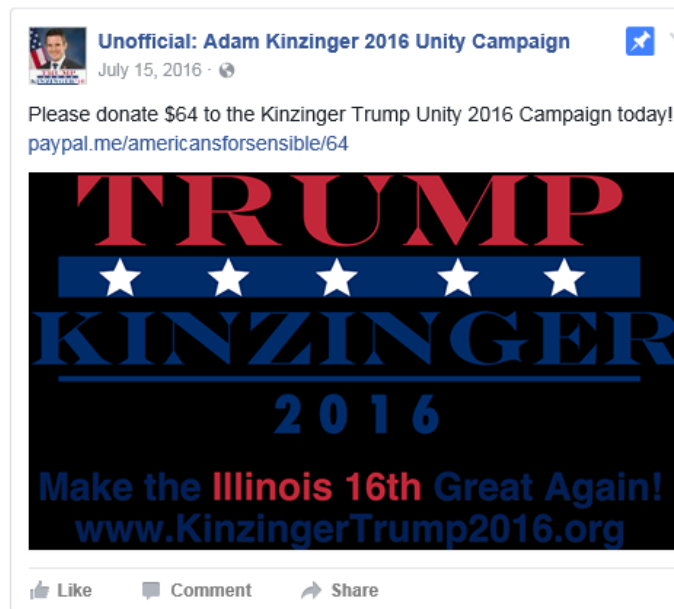 Unofficial: Adam Kinzinger 2016 Unity Campaign
July 15, 2016 ·
Please donate $64 to the Kinzinger Trump Unity 2016 Campaign today!
paypal.me/americansforsensible/64
TRUMP
KINZINGER
2016
Make the Illinois 16th Great Again!
www.KinzingerTrump2016.org
Like Comment Share